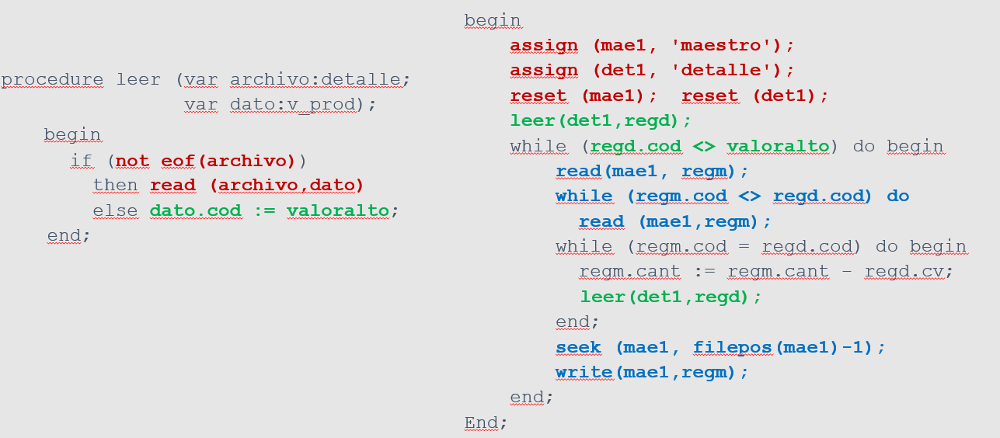 procedure leer (var archivo:detalle;
var dato:v_prod);
begin
if (not eof(archivo))
then read (archivo,dato)
else dato.cod := valoralto;
end;
begin
assign (mae1, 'maestro');
assign (det1, 'detalle');
reset (mae1);  reset (det1);
leer(det1,regd);
while (regd.cod <> valoralto) do begin
read(mae1, regm);
while (regm.cod <> regd.cod) do
read (mae1,regm);
while (regm.cod = regd.cod) do begin
regm.cant := regm.cant – regd.cv;
leer(det1,regd);
end;
seek (mae1, filepos(mae1)-1);
write(mae1,regm);
end;
End;